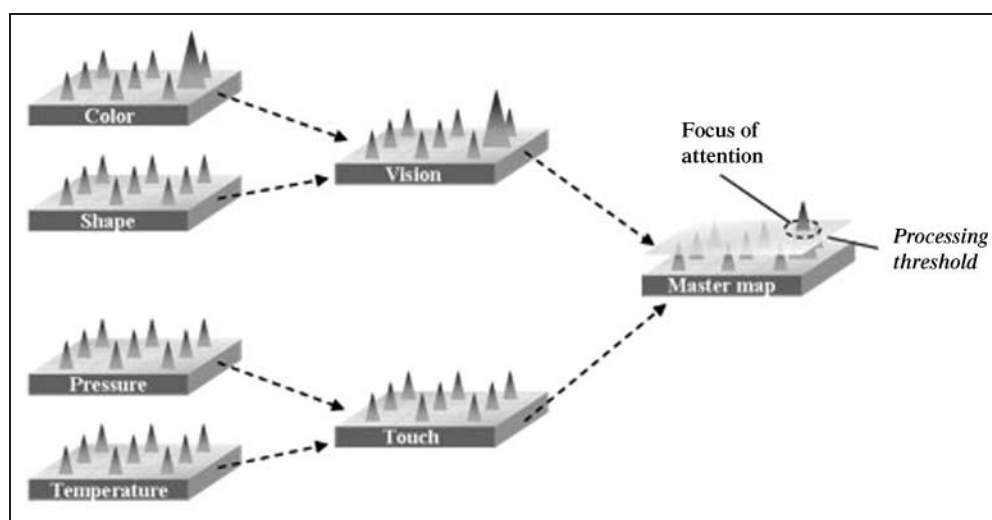 Color
Shape
Vision
Focus of
attention
Processing
threshold
Master map
Pressure
Temperature
Touch